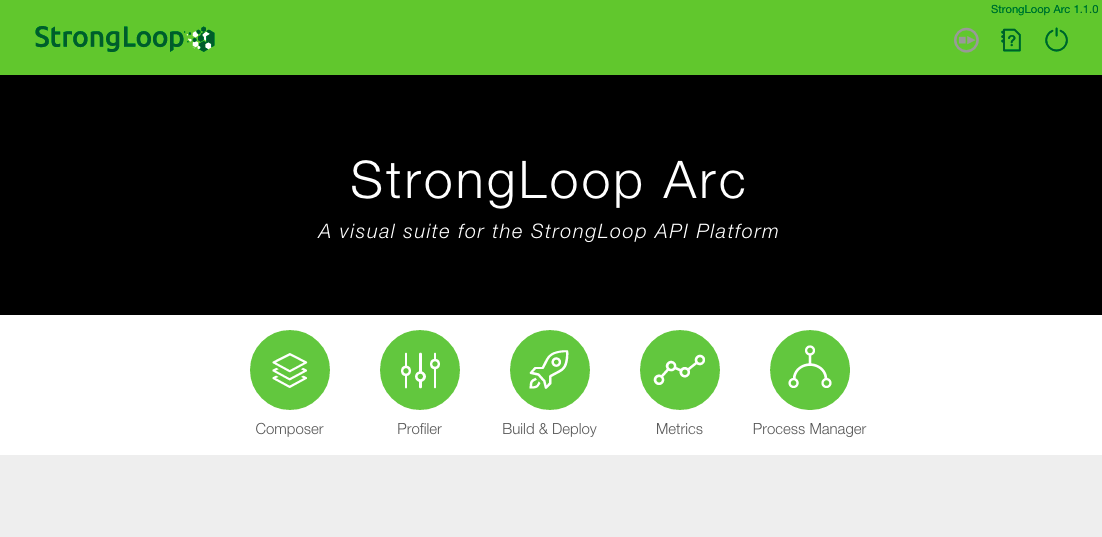 StrongLoop Arc 1.1.0
StrongLoop
StrongLoop Arc
A visual suite for the StrongLoop API Platform
Composer
Profiler
Build & Deploy
Metrics
Process Manager